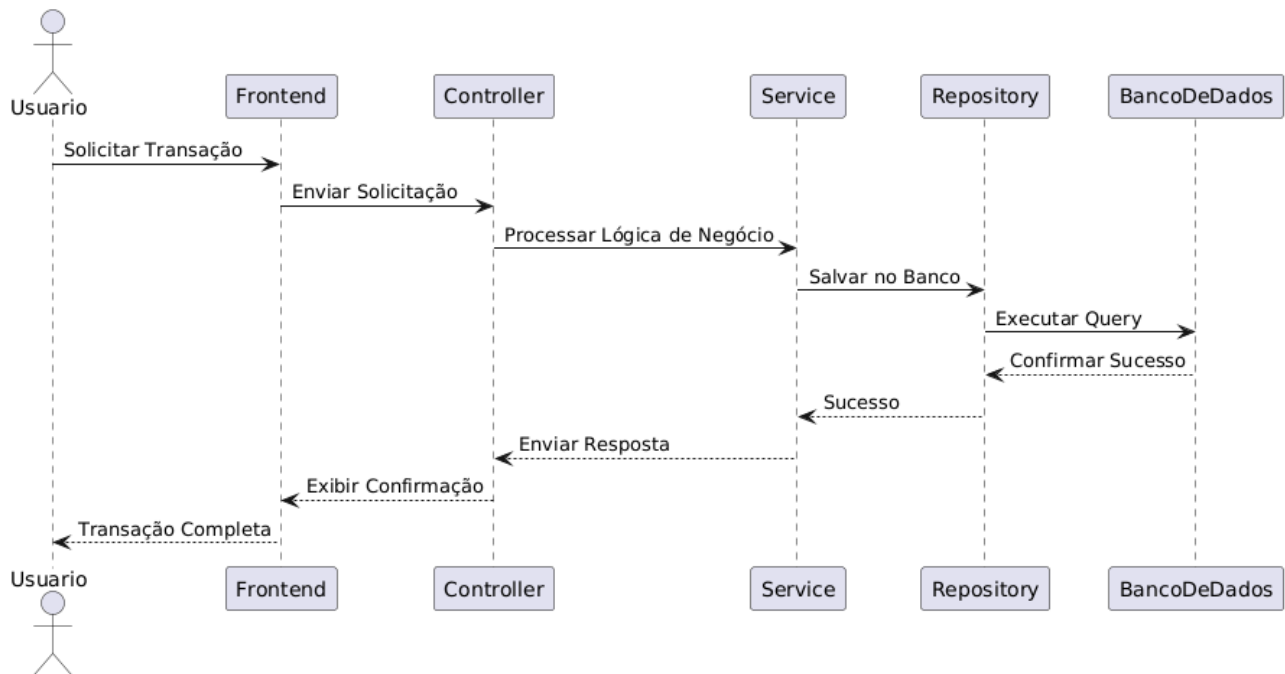 Usuario
Frontend
Controller
Service
Repository
BancoDeDados
Solicitar Transação
Enviar Solicitação
Processar Lógica de Negócio
Salvar no Banco
Executar Query
Confirmar Sucesso
Sucesso
Enviar Resposta
Exibir Confirmação
Transação Completa
Usuario
Frontend
Controller
Service
Repository
BancoDeDados